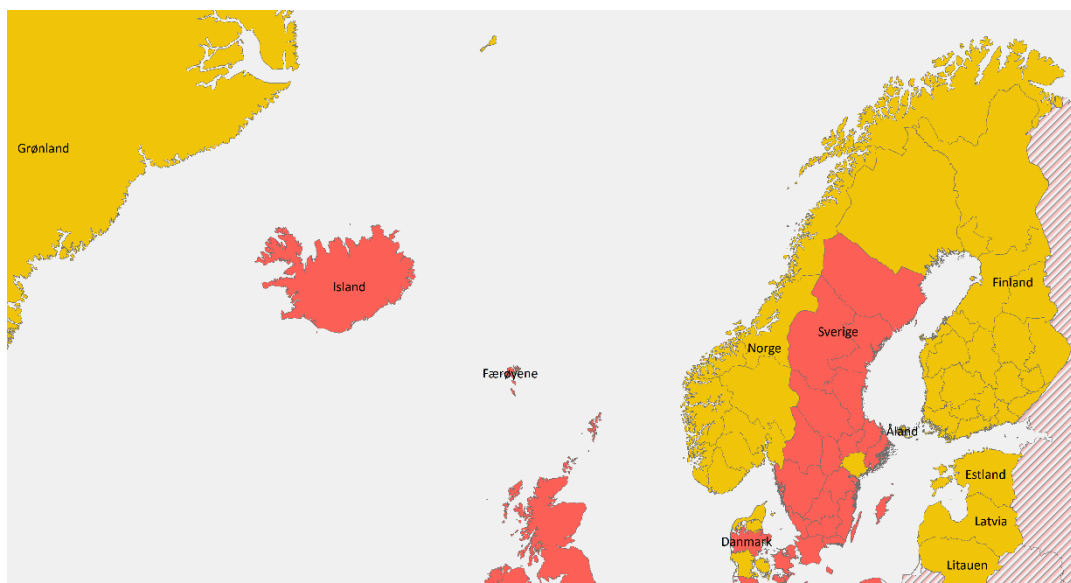 Grønland
Island
Færøyene
Norge
Sverige
Finland
Åland
Estland
Latvia
Danmark
Litauen